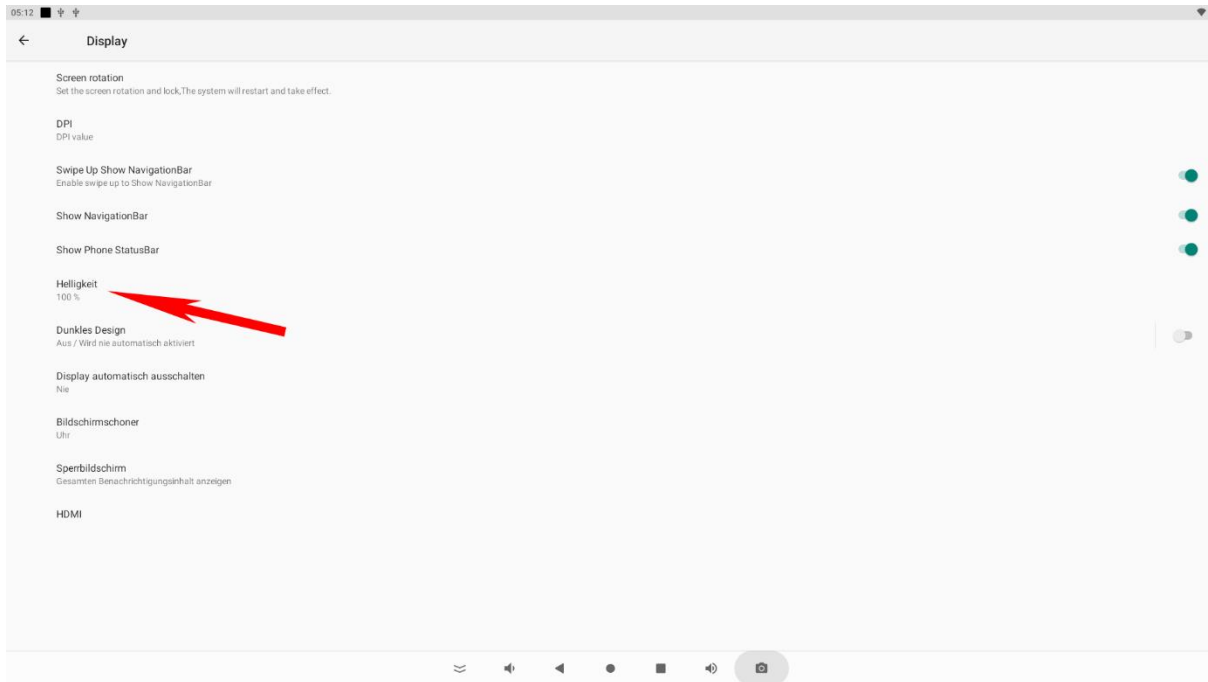 05:12
Display
Screen rotation
Set the screen rotation and lock,The system will restart and take effect.
DPI
DPI value
Swipe Up Show NavigationBar
Enable swipe up to Show NavigationBar
Show NavigationBar
Show Phone StatusBar
Helligkeit
100 %
Dunkles Design
Aus / Wird nie automatisch aktiviert
Display automatisch ausschalten
Nie
Bildschirmschoner
Uhr
Sperrbildschirm
Gesamten Benachrichtigungsinhalt anzeigen
HDMI